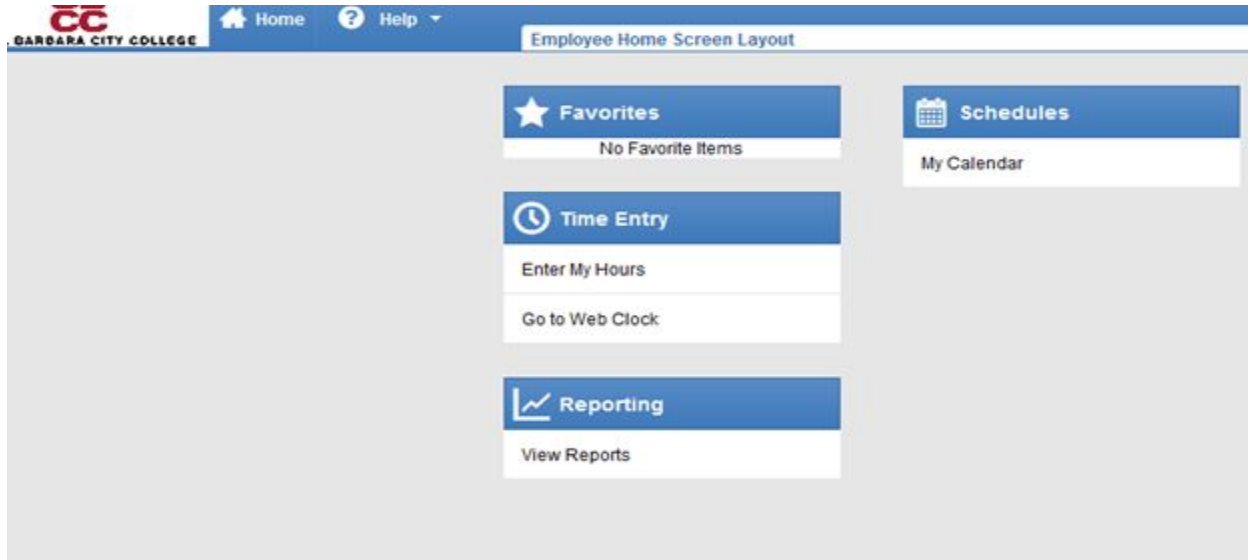 CC
BARBARA CITY COLLEGE
Home
Help
Employee Home Screen Layout
Favorites
No Favorite Items
Time Entry
Enter My Hours
Go to Web Clock
Reporting
View Reports
Schedules
My Calendar